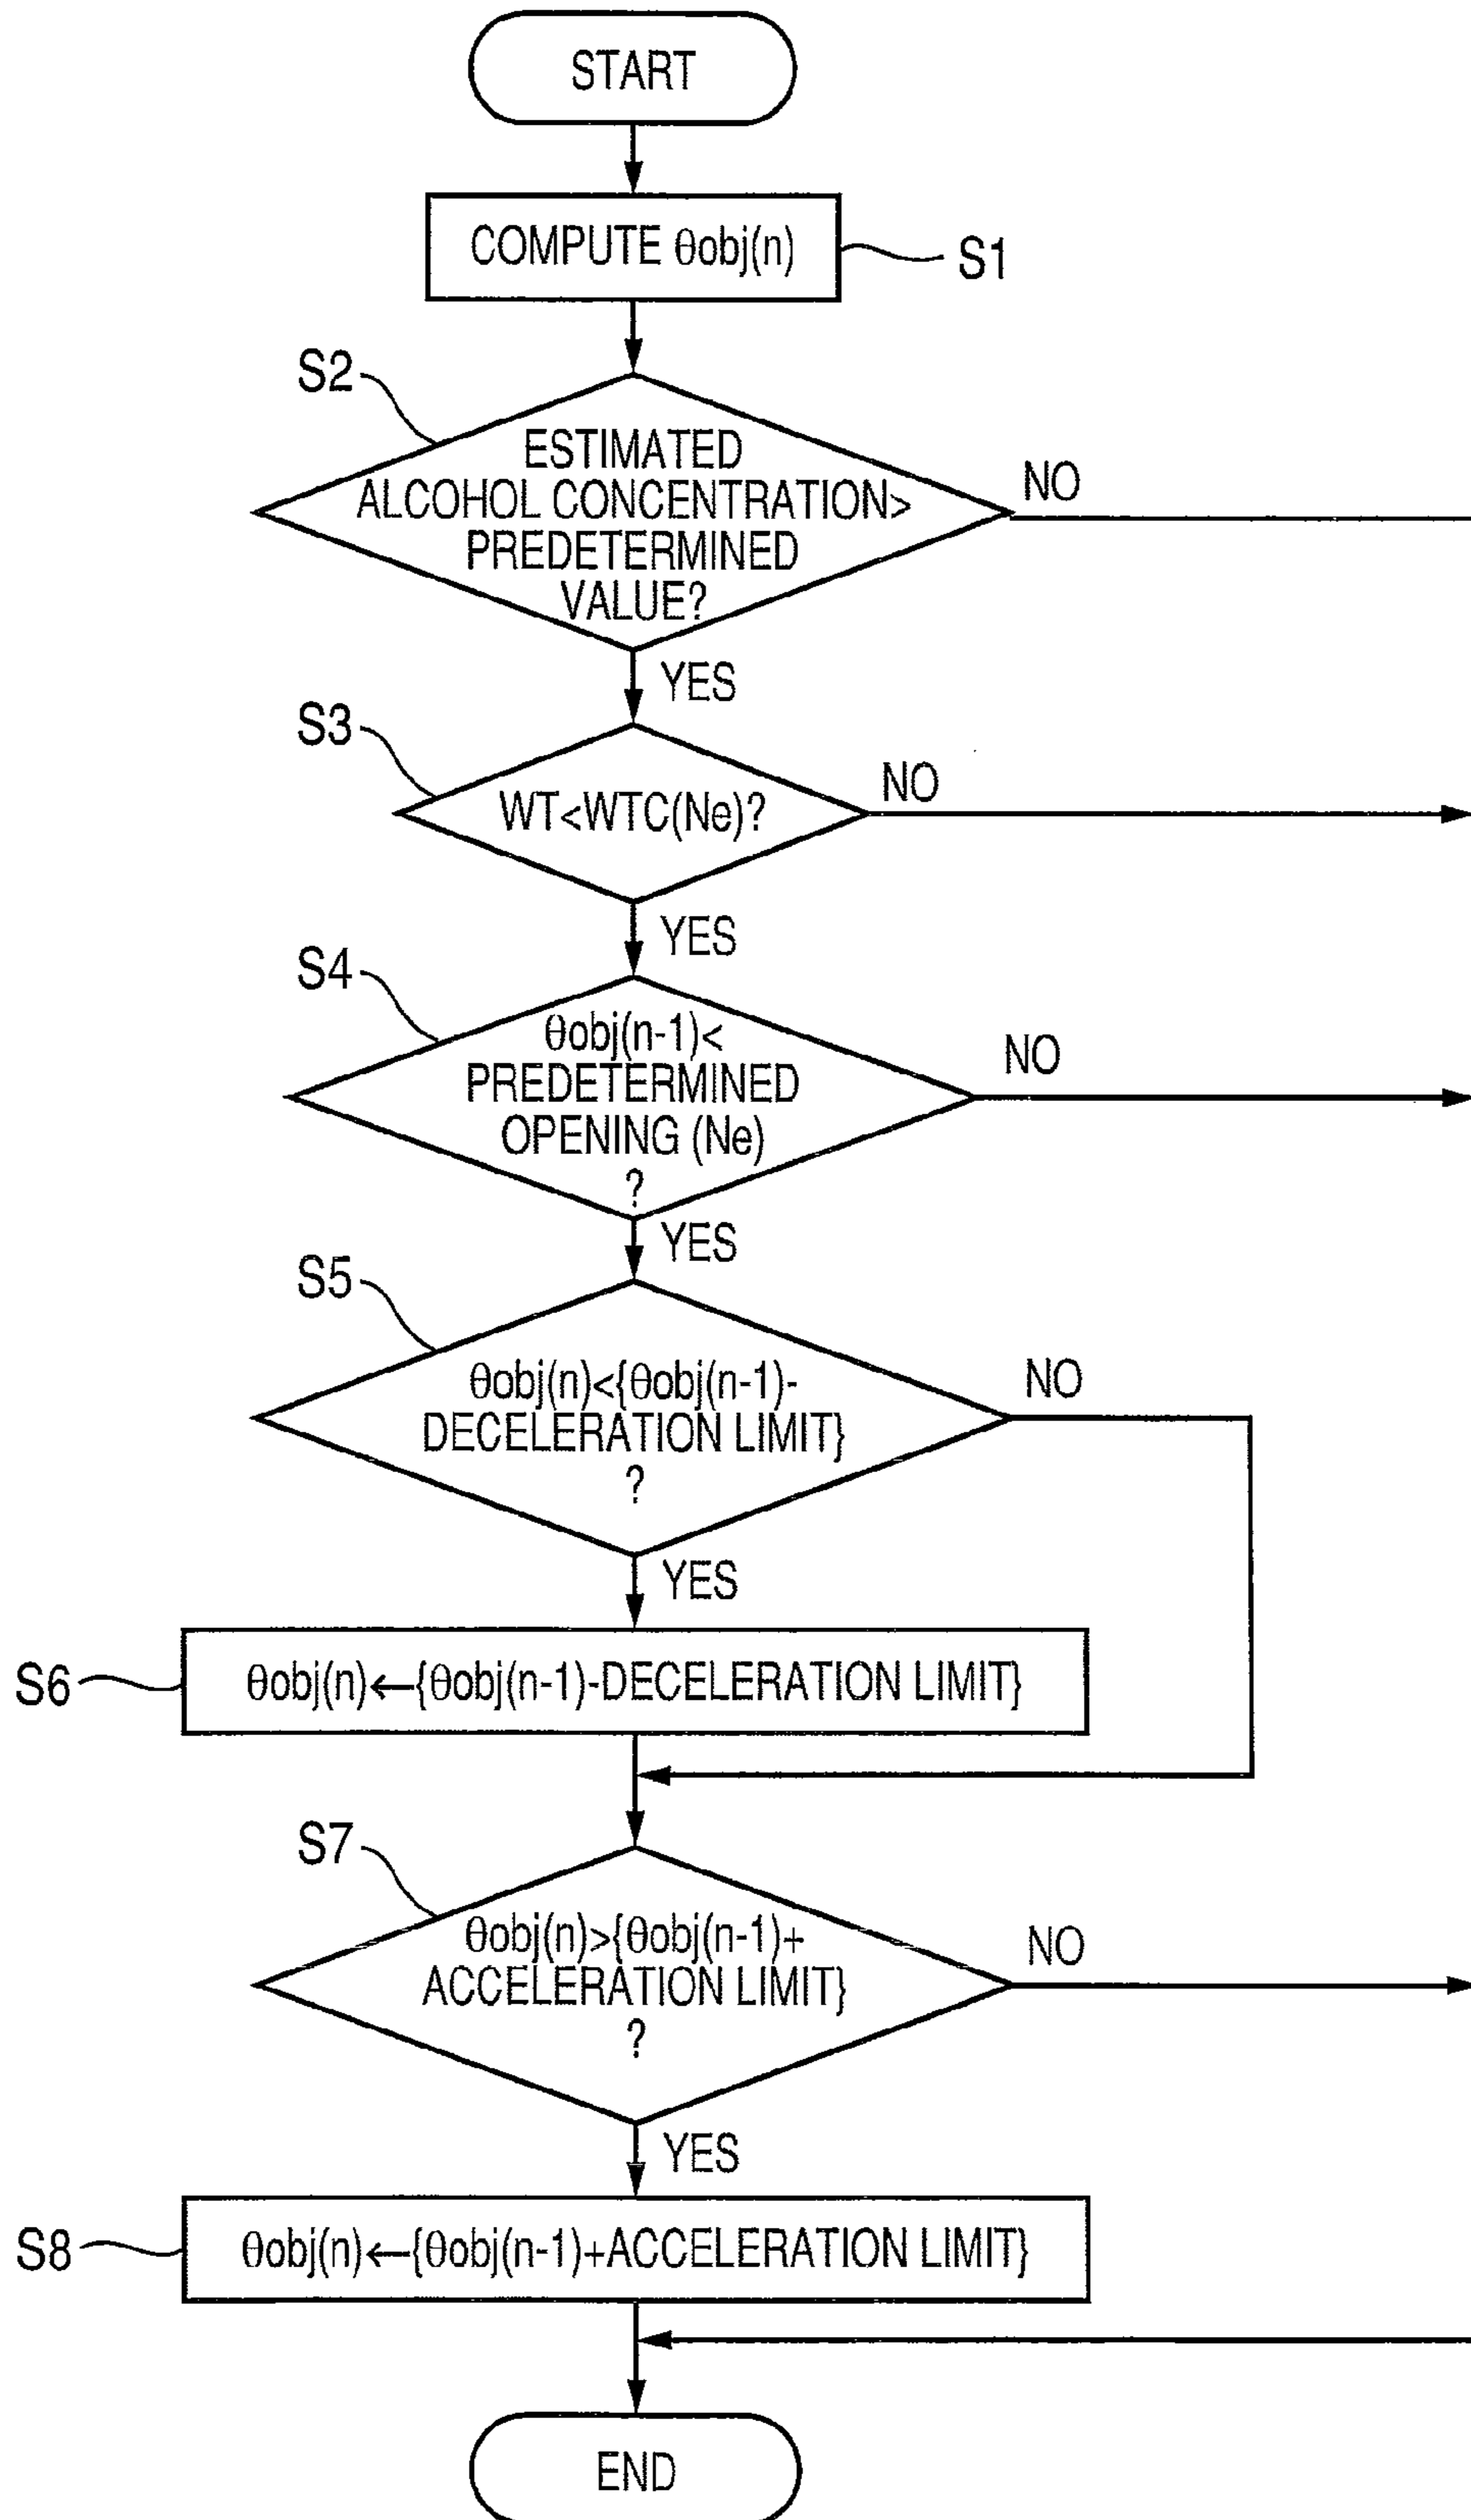 START
COMPUTE θobj(n)
S1
S2
ESTIMATED
ALCOHOL CONCENTRATION>
PREDETERMINED
VALUE?
NO
YES
S3
WT<WTC(Ne)?
NO
YES
S4
θobj(n-1)<
PREDETERMINED
OPENING (Ne)
?
NO
YES
S5
θobj(n)<{θobj(n-1)-
DECELERATION LIMIT}
?
NO
YES
S6
θobj(n)←{θobj(n-1)-DECELERATION LIMIT}
S7
θobj(n)>{θobj(n-1)+
ACCELERATION LIMIT}
?
NO
YES
S8
θobj(n)←{θobj(n-1)+ACCELERATION LIMIT}
END